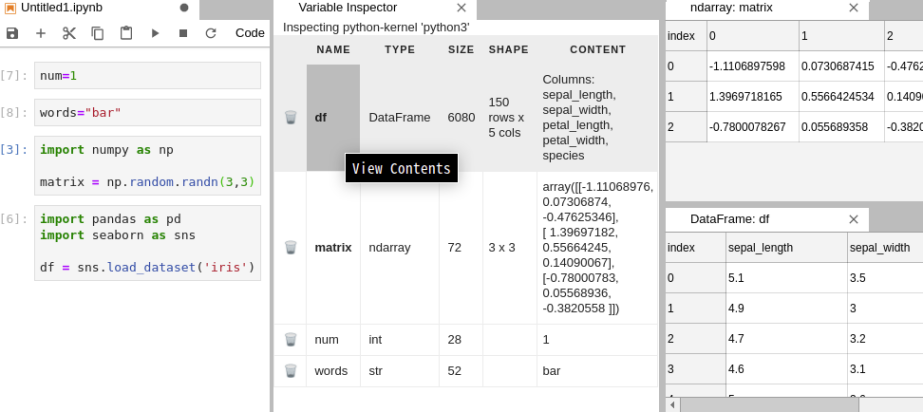 Untitled1.ipynb
Code
[7]:
num=1
[8]:
words="bar"
[3]:
import numpy as np
matrix = np.random.randn(3,3)
[6]:
import pandas as pd
import seaborn as sns
df = sns.load_dataset('iris')
Variable Inspector
Inspecting python-kernel 'python3'
NAME TYPE SIZE SHAPE CONTENT
df DataFrame 6080 150 rows x 5 cols
Columns:
sepal_length,
sepal_width,
petal_length,
petal_width,
species
View Contents
matrix ndarray 72 3 x 3
array([[-1.11068976,
0.07306874,
-0.47625346],
[ 1.39697182,
0.55664245,
0.14090067],
[-0.78000783,
0.05568936,
-0.3820558 ]])
num int 28 1
words str 52 bar
ndarray: matrix
index 0 1 2
0 -1.1106897598 0.0730687415 -0.4762
1 1.3969718165 0.5566424534 0.1409
2 -0.7800078267 0.055689358 -0.3820
DataFrame: df
index sepal_length sepal_width
0 5.1 3.5
1 4.9 3
2 4.7 3.2
3 4.6 3.1